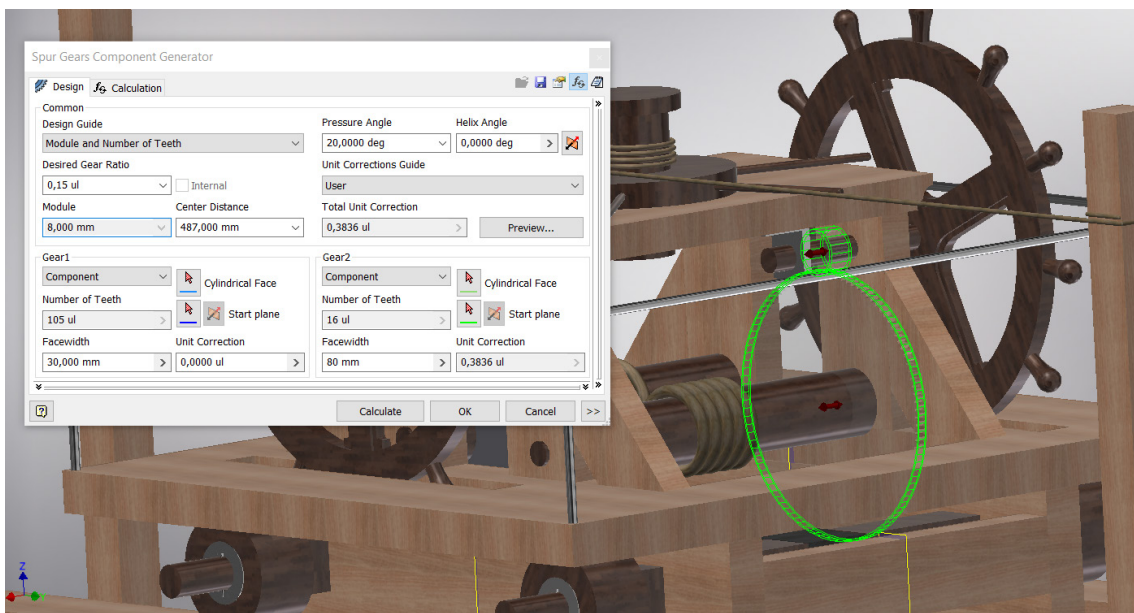 Spur Gears Component Generator
Design fG Calculation fG
Common
Design Guide Pressure Angle Helix Angle
Module and Number of Teeth 20,0000 deg 0,0000 deg >
Desired Gear Ratio Unit Corrections Guide
0,15 ul Internal User
Module Center Distance Total Unit Correction
8,000 mm 487,000 mm 0,3836 ul > Preview...
Gear1 Gear2
Component Cylindrical Face Component Cylindrical Face
Number of Teeth Number of Teeth
105 ul > Start plane 16 ul > Start plane
Facewidth Unit Correction Facewidth Unit Correction
30,000 mm > 0,0000 ul > 80 mm > 0,3836 ul >
? Calculate OK Cancel >>
Z